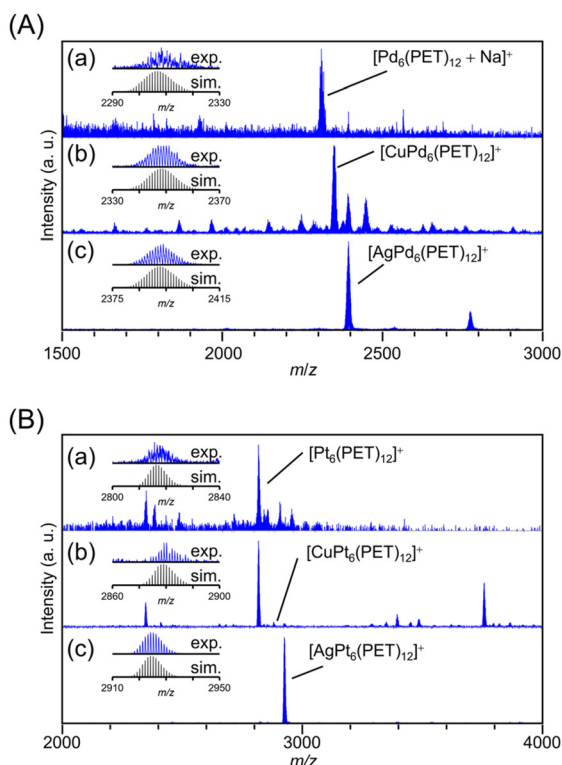 (A)
(a)
exp.
sim.
2290 m/z 2330
[Pd6(PET)12 + Na]+
(b)
exp.
sim.
2330 m/z 2370
[CuPd6(PET)12]+
(c)
exp.
sim.
2375 m/z 2415
[AgPd6(PET)12]+
Intensity (a. u.)
1500 2000 2500 3000
m/z
(B)
(a)
exp.
sim.
2800 m/z 2840
[Pt6(PET)12]+
(b)
exp.
sim.
2860 m/z 2900
[CuPt6(PET)12]+
(c)
exp.
sim.
2910 m/z 2950
[AgPt6(PET)12]+
Intensity (a. u.)
2000 3000 4000
m/z